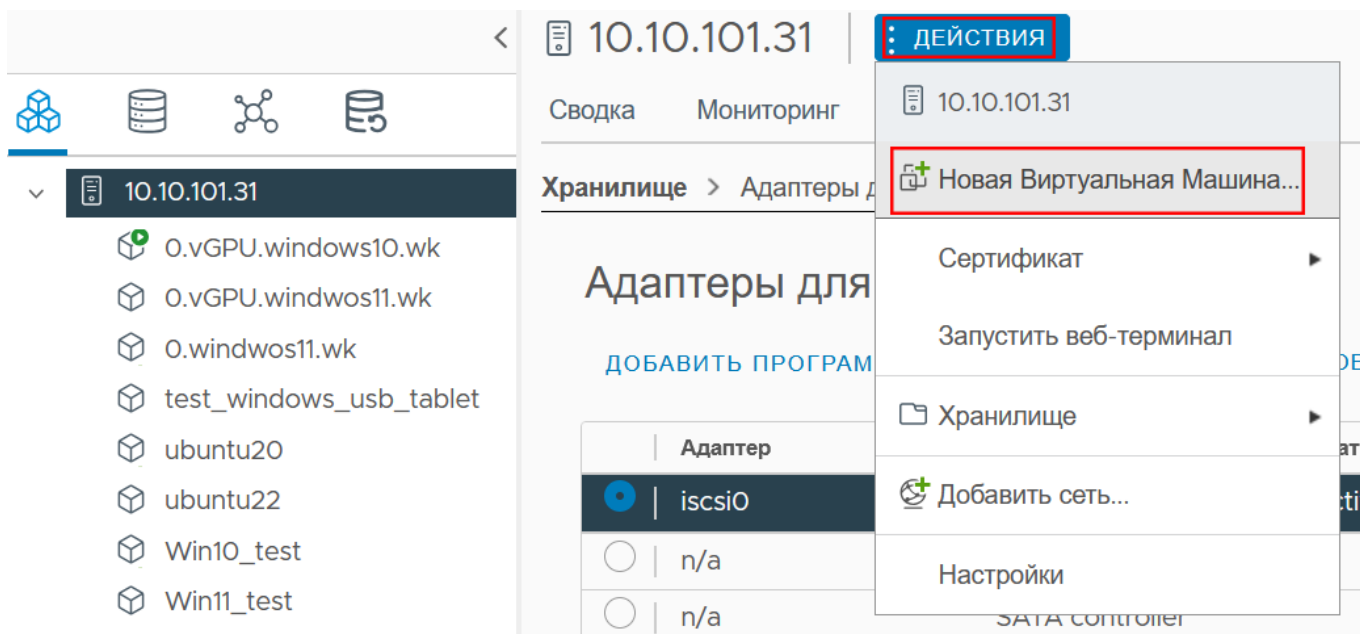 10.10.101.31
ДЕЙСТВИЯ
Сводка
Мониторинг
10.10.101.31
Новая Виртуальная Машина...
Сертификат
Запустить веб-терминал
Хранилище
Добавить сеть...
Настройки
10.10.101.31
0.vGPU.windows10.wk
0.vGPU.windwos11.wk
0.windwos11.wk
test_windows_usb_tablet
ubuntu20
ubuntu22
Win10_test
Win11_test
Хранилище > Адаптеры
Адаптеры для
ДОБАВИТЬ ПРОГРАМ
Адаптер
iscsi0
n/a
n/a SATA controller